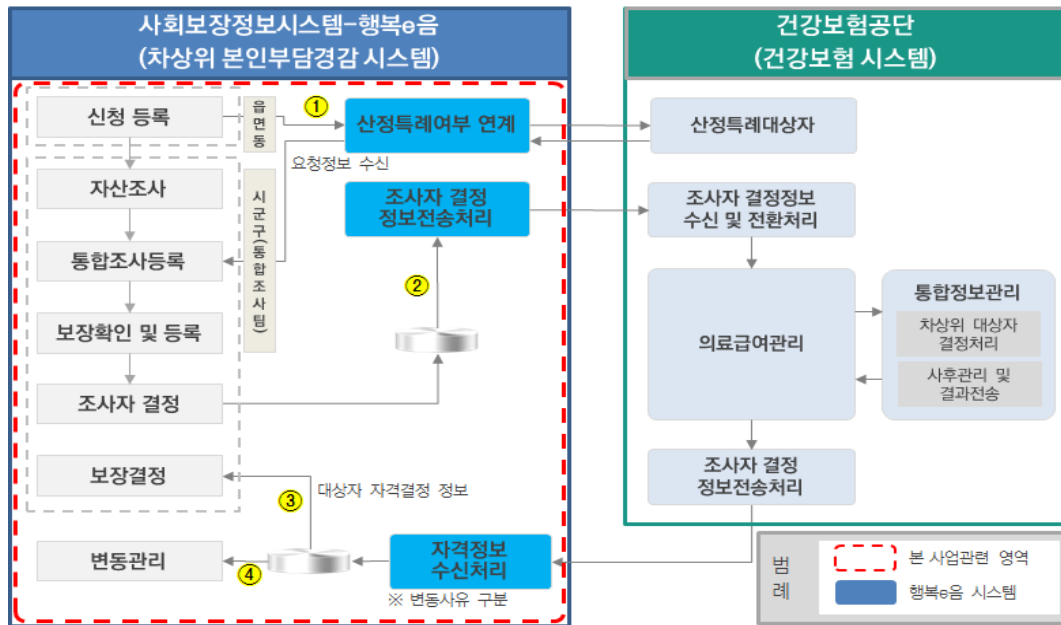 사회보장정보시스템-행복e음
(차상위 본인부담경감 시스템)
건강보험공단
(건강보험 시스템)
신청 등록
읍면동
①
산정특례여부 연계
산정특례대상자
요청정보 수신
자산조사
시군구(통합조사팀)
조사자 결정
정보전송처리
조사자 결정정보
수신 및 전환처리
통합조사등록
②
통합정보관리
보장확인 및 등록
차상위 대상자
결정처리
의료급여관리
사후관리 및
결과전송
조사자 결정
보장결정
③
대상자 자격결정 정보
조사자 결정
정보전송처리
변동관리
④
자격정보
수신처리
※ 변동사유 구분
범례
본 사업관련 영역
행복e음 시스템